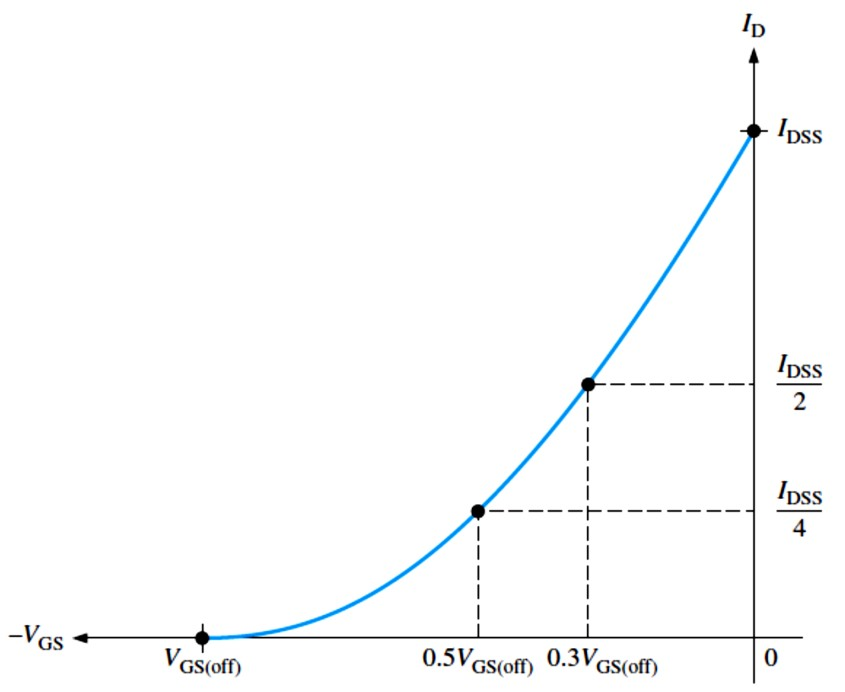 I_D
I_DSS
I_DSS
2
I_DSS
4
–V_GS
V_GS(off)
0.5V_GS(off) 0.3V_GS(off)
0